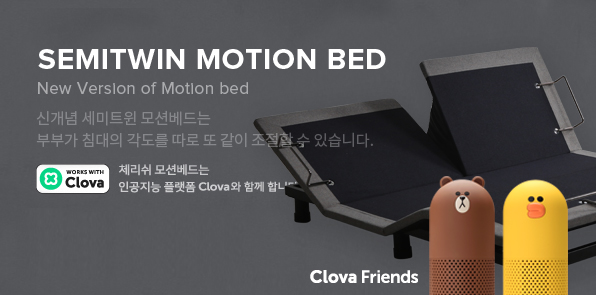 SEMITWIN MOTION BED
New Version of Motion bed
신개념 세미트윈 모션베드는
부부가 침대의 각도를 따로 또 같이 조절할 수 있습니다.
WORKS WITH
Clova
체리쉬 모션베드는
인공지능 플랫폼 Clova와 함께
Clova Friends